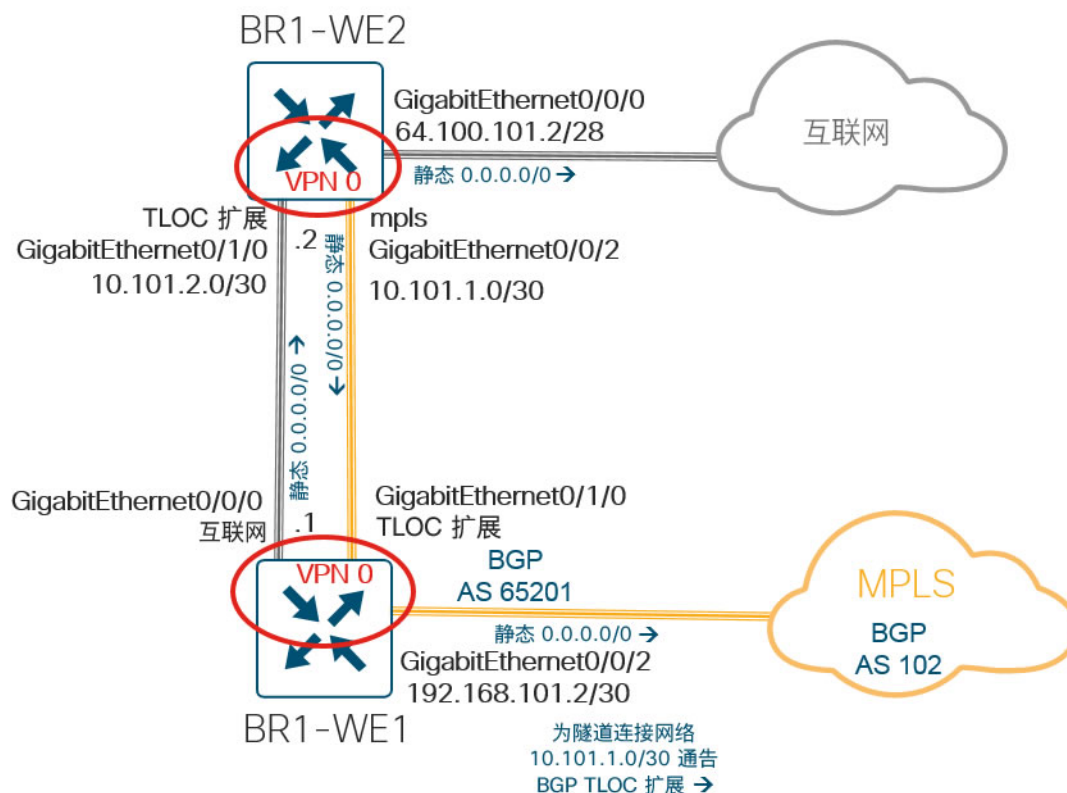 BR1-WE2
GigabitEthernet0/0/0
64.100.101.2/28
互联网
VPN 0
静态 0.0.0.0/0 →
TLOC 扩展
GigabitEthernet0/1/0
10.101.2.0/30
.2
mpls
GigabitEthernet0/0/2
10.101.1.0/30
静态 0.0.0.0/0 →
静态 0.0.0.0/0 →
GigabitEthernet0/0/0
互联网
.1
GigabitEthernet0/1/0
TLOC 扩展
VPN 0
BGP
AS 65201
静态 0.0.0.0/0 →
MPLS
BGP
AS 102
GigabitEthernet0/0/2
192.168.101.2/30
BR1-WE1
为隧道连接网络
10.101.1.0/30 通告
BGP TLOC 扩展 →